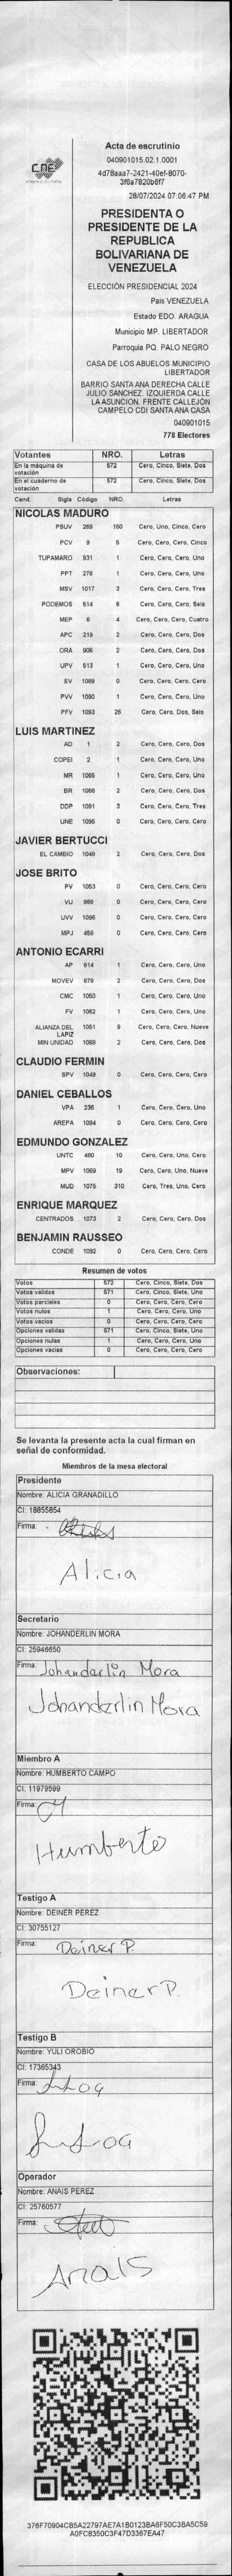 CNE
Acta de escrutinio
040901015.02.1.0001
4d78aaa7-2421-40ef-8070-
3f6a7820b6f7
28/07/2024 07:06:47 PM
PRESIDENTA O
PRESIDENTE DE LA
REPUBLICA
BOLIVARIANA DE
VENEZUELA
ELECCIÓN PRESIDENCIAL 2024
Pais VENEZUELA
Estado EDO. ARAGUA
Municipio MP. LIBERTADOR
Parroquia PQ. PALO NEGRO
CASA DE LOS ABUELOS MUNICIPIO
LIBERTADOR
BARRIO SANTA ANA DERECHA CALLE
JULIO SANCHEZ. IZQUIERDA CALLE
LA ASUNCION. FRENTE CALLEJÓN
CAMPELO CDI SANTA ANA CASA
040901015
778 Electores
Votantes NRO. Letras
En la máquina de votación 572 Cero, Cinco, Siete, Dos
En el cuaderno de votación 572 Cero, Cinco, Siete, Dos
Cand. Sigla Código NRO. Letras
NICOLAS MADURO
PSUV 269 150 Cero, Uno, Cinco, Cero
PCV 9 5 Cero, Cero, Cero, Cinco
TUPAMARO 931 1 Cero, Cero, Cero, Uno
PPT 276 1 Cero, Cero, Cero, Uno
MSV 1017 3 Cero, Cero, Cero, Tres
PODEMOS 514 6 Cero, Cero, Cero, Seis
MEP 6 4 Cero, Cero, Cero, Cuatro
APC 219 2 Cero, Cero, Cero, Dos
ORA 906 2 Cero, Cero, Cero, Dos
UPV 513 1 Cero, Cero, Cero, Uno
EV 1089 0 Cero, Cero, Cero, Cero
PVV 1090 1 Cero, Cero, Cero, Uno
PFV 1093 26 Cero, Cero, Dos, Seis
LUIS MARTINEZ
AD 1 2 Cero, Cero, Cero, Dos
COPEI 2 1 Cero, Cero, Cero, Uno
MR 1065 1 Cero, Cero, Cero, Uno
BR 1066 2 Cero, Cero, Cero, Dos
DDP 1091 3 Cero, Cero, Cero, Tres
UNE 1095 0 Cero, Cero, Cero, Cero
JAVIER BERTUCCI
EL CAMBIO 1046 2 Cero, Cero, Cero, Dos
JOSE BRITO
PV 1053 0 Cero, Cero, Cero, Cero
VU 868 0 Cero, Cero, Cero, Cero
UVV 1096 0 Cero, Cero, Cero, Cero
MPJ 459 0 Cero, Cero, Cero, Cero
ANTONIO ECARRI
AP 814 1 Cero, Cero, Cero, Uno
MOVEV 878 2 Cero, Cero, Cero, Dos
CMC 1050 1 Cero, Cero, Cero, Uno
FV 1062 1 Cero, Cero, Cero, Uno
ALIANZA DEL LAPIZ 1051 9 Cero, Cero, Cero, Nueve
MIN UNIDAD 1068 2 Cero, Cero, Cero, Dos
CLAUDIO FERMIN
SPV 1049 0 Cero, Cero, Cero, Cero
DANIEL CEBALLOS
VPA 236 1 Cero, Cero, Cero, Uno
AREPA 1094 0 Cero, Cero, Cero, Cero
EDMUNDO GONZALEZ
UNTC 460 10 Cero, Cero, Uno, Cero
MPV 1069 19 Cero, Cero, Uno, Nueve
MUD 1075 310 Cero, Tres, Uno, Cero
ENRIQUE MARQUEZ
CENTRADOS 1073 2 Cero, Cero, Cero, Dos
BENJAMIN RAUSSEO
CONDE 1092 0 Cero, Cero, Cero, Cero
Resumen de votos
Votos 572 Cero, Cinco, Siete, Dos
Votos validos 571 Cero, Cinco, Siete, Uno
Votos parciales 0 Cero, Cero, Cero, Cero
Votos nulos 1 Cero, Cero, Cero, Uno
Votos vacios 0 Cero, Cero, Cero, Cero
Opciones validas 571 Cero, Cinco, Siete, Uno
Opciones nulas 1 Cero, Cero, Cero, Uno
Opciones vacias 0 Cero, Cero, Cero, Cero
Observaciones:
Se levanta la presente acta la cual firman en
señal de conformidad.
Miembros de la mesa electoral
Presidente
Nombre: ALICIA GRANADILLO
CI: 18855854
Firma:
Alicia
Secretario
Nombre: JOHANDERLIN MORA
CI: 25946650
Firma: Johanderlin Mora
Johanderlin Mora
Miembro A
Nombre: HUMBERTO CAMPO
CI: 11979599
Firma:
Humberto
Testigo A
Nombre: DEINER PEREZ
CI: 30755127
Firma: Deiner P.
Deiner P.
Testigo B
Nombre: YULI OROBIO
CI: 17365343
Firma:
Operador
Nombre: ANAIS PEREZ
CI: 25760577
Firma:
Anais
376F70904CB5A22797AE7A1B0123BA6F50C3BA5C59
A0FC8350C3F47D3367EA47